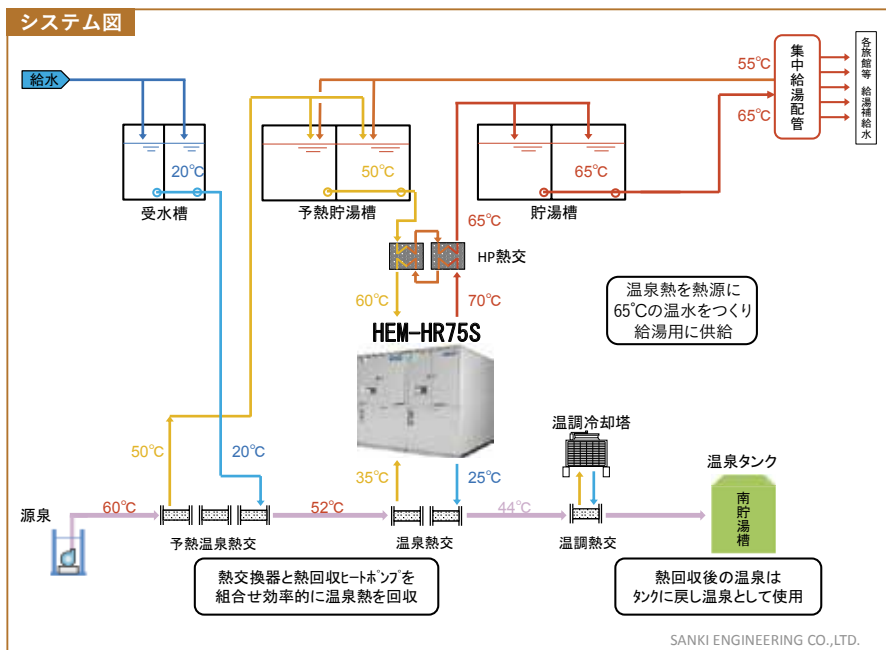 システム図
給水
55℃
65℃
集中給湯配管
各旅館等 給湯補給水
20℃
50℃
65℃
受水槽
予熱貯湯槽
貯湯槽
65℃
HP熱交
60℃
70℃
温泉熱を熱源に
65℃の温水をつくり
給湯用に供給
HEM-HR75S
50℃
20℃
35℃
25℃
温調冷却塔
温泉タンク
源泉
60℃
52℃
44℃
南貯湯槽
予熱温泉熱交
温泉熱交
温調熱交
熱交換器と熱回収ﾋｰﾄﾎﾟﾝﾌﾟを
組合せ効率的に温泉熱を回収
熱回収後の温泉は
ﾀﾝｸに戻し温泉として使用
SANKI ENGINEERING CO.,LTD.